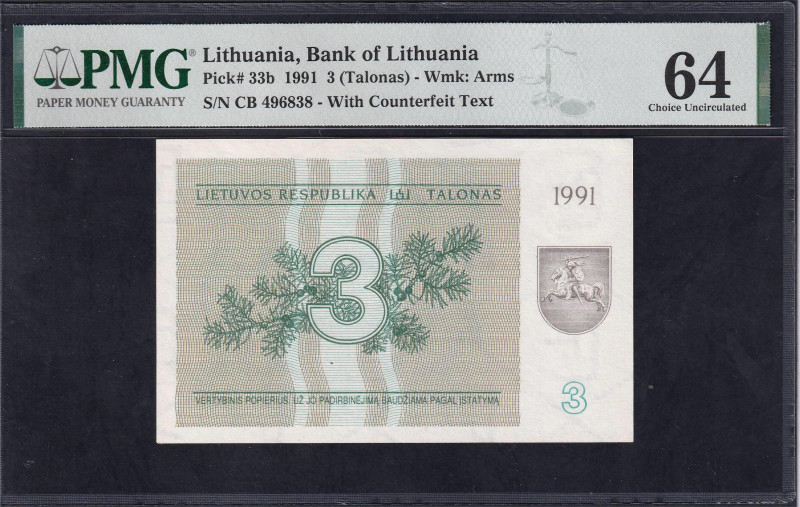 PMG®
PAPER MONEY GUARANTY
Lithuania, Bank of Lithuania
Pick# 33b 1991 3 (Talonas) - Wmk: Arms
S/N CB 496838 - With Counterfeit Text
64
Choice Uncirculated
LIETUVOS RESPUBLIKA LÖL TALONAS
1991
3
VERTYBINIS POPIERIUS. UŽ JO PADIRBINĖJIMĄ BAUDŽIAMA PAGAL ĮSTATYMĄ
3